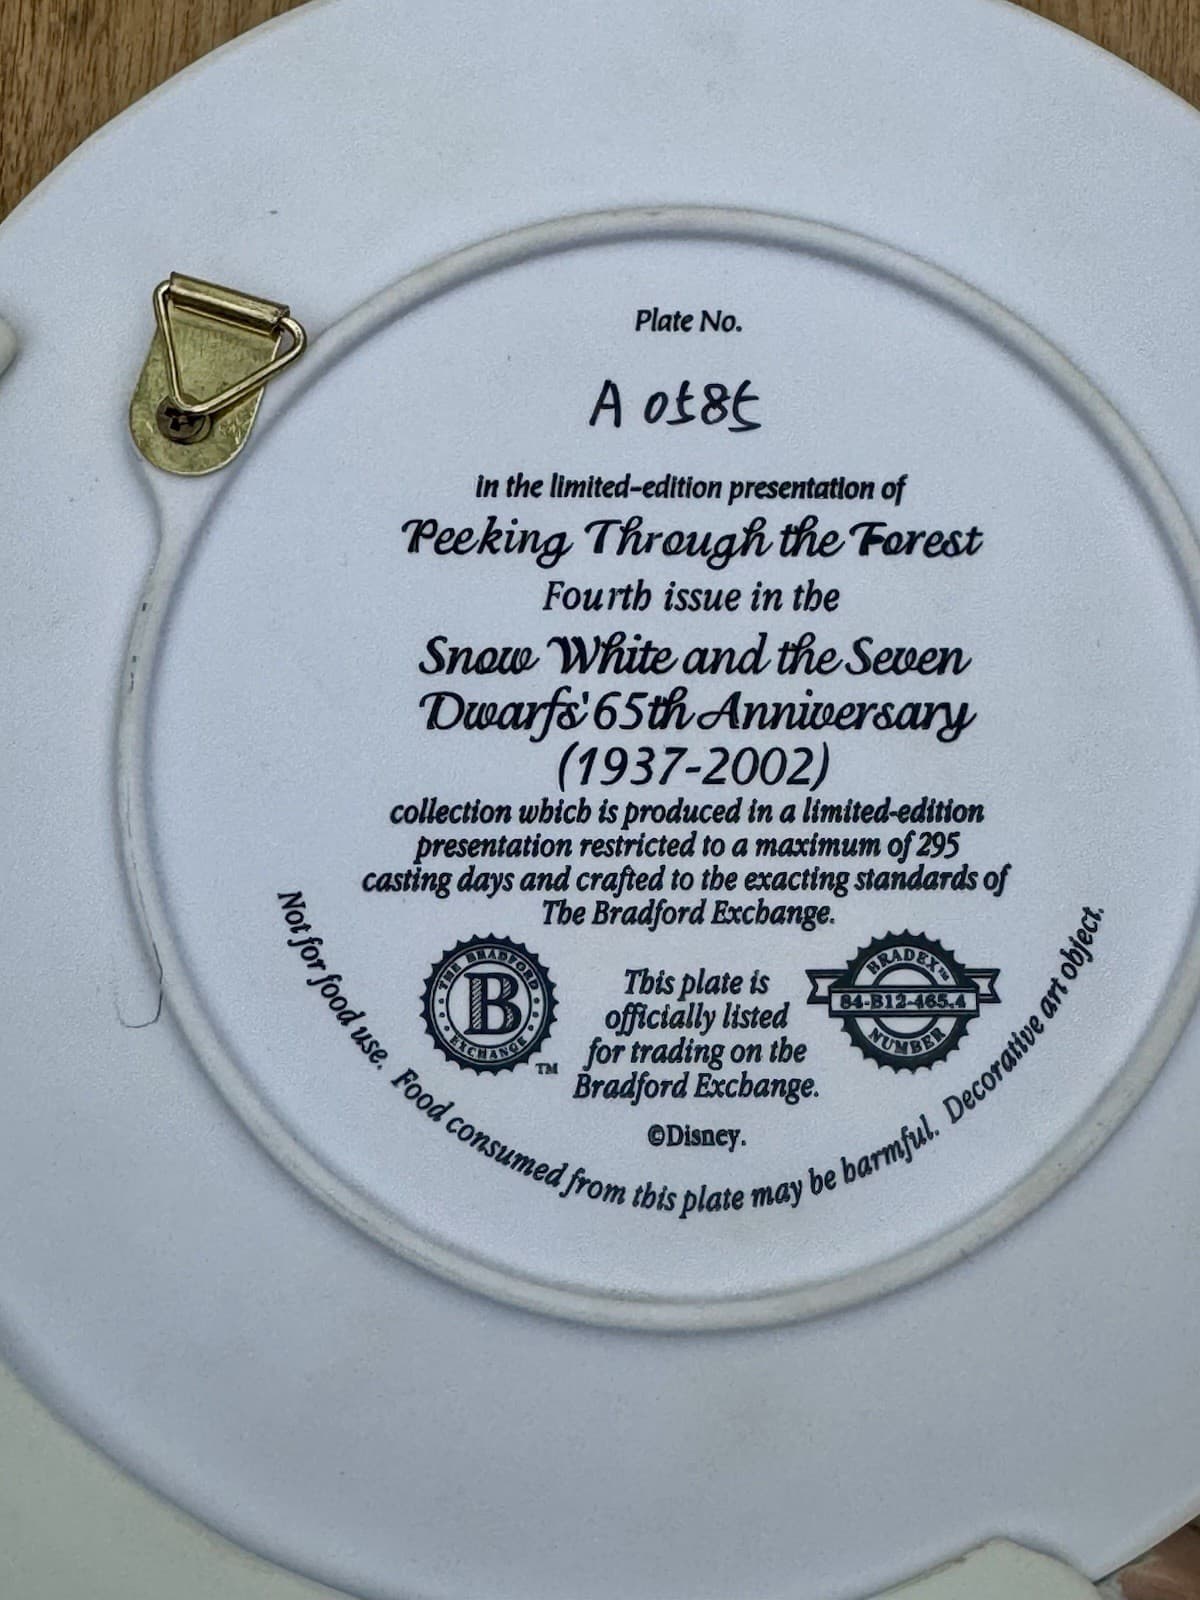 Plate No.
A 0585
in the limited-edition presentation of
Peeking Through the Forest
Fourth issue in the
Snow White and the Seven
Dwarfs' 65th Anniversary
(1937-2002)
collection which is produced in a limited-edition
presentation restricted to a maximum of 295
casting days and crafted to the exacting standards of
The Bradford Exchange.
THE BRADFORD
B
EXCHANGE
TM
This plate is
officially listed
for trading on the
Bradford Exchange.
BRADEX™
84-B12-465.4
NUMBER
©Disney.
Not for food use. Food consumed from this plate may be harmful. Decorative art object.